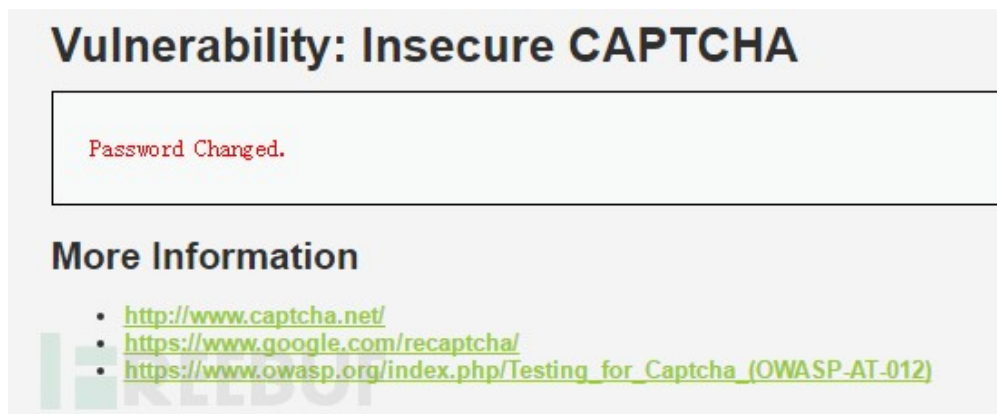 Vulnerability: Insecure CAPTCHA
Password Changed.
More Information
• http://www.captcha.net/
• https://www.google.com/recaptcha/
• https://www.owasp.org/index.php/Testing_for_Captcha_(OWASP-AT-012)
REEBUF